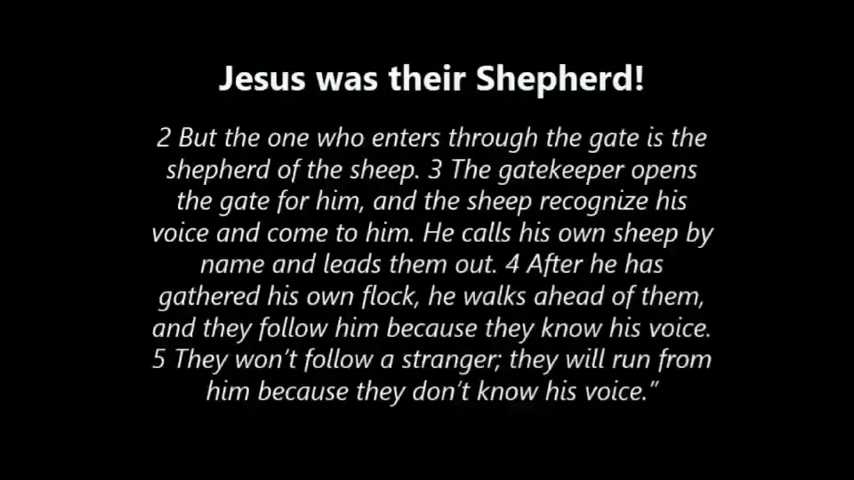 Jesus was their Shepherd!
2 But the one who enters through the gate is the
shepherd of the sheep. 3 The gatekeeper opens
the gate for him, and the sheep recognize his
voice and come to him. He calls his own sheep by
name and leads them out. 4 After he has
gathered his own flock, he walks ahead of them,
and they follow him because they know his voice.
5 They won’t follow a stranger; they will run from
him because they don’t know his voice.”